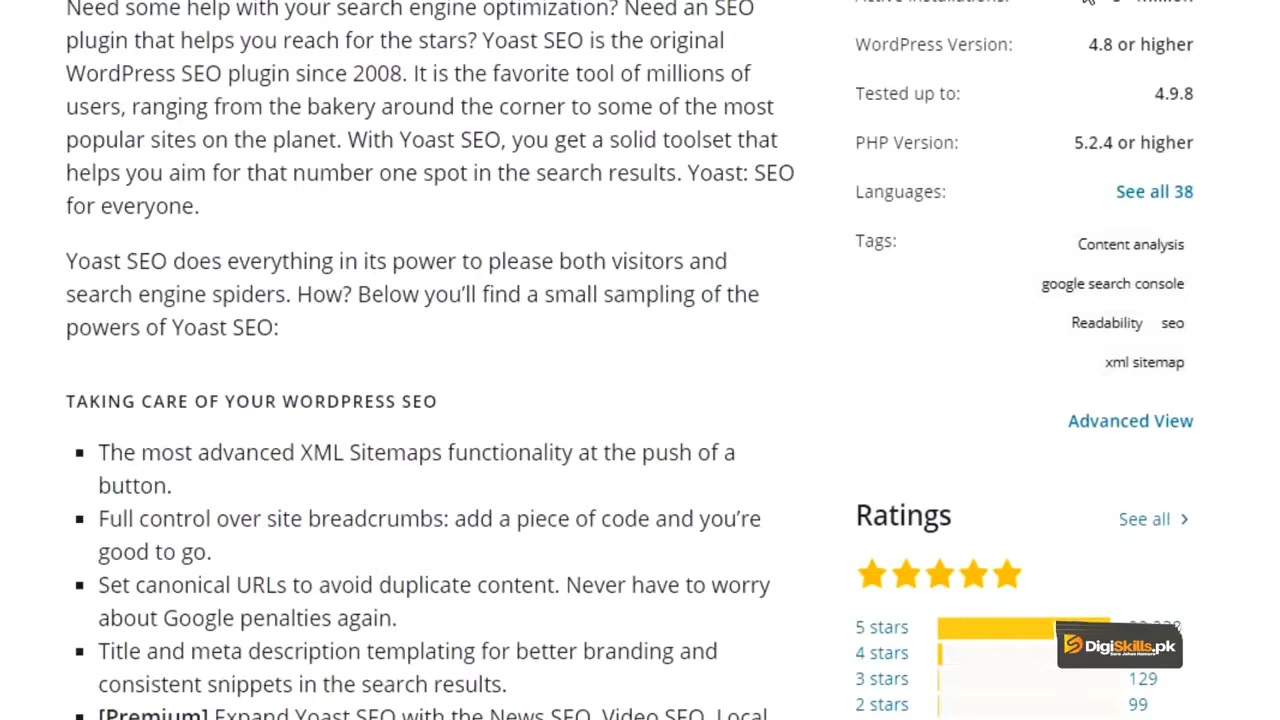 Need some help with your search engine optimization? Need an SEO
plugin that helps you reach for the stars? Yoast SEO is the original
WordPress SEO plugin since 2008. It is the favorite tool of millions of
users, ranging from the bakery around the corner to some of the most
popular sites on the planet. With Yoast SEO, you get a solid toolset that
helps you aim for that number one spot in the search results. Yoast: SEO
for everyone.
Yoast SEO does everything in its power to please both visitors and
search engine spiders. How? Below you’ll find a small sampling of the
powers of Yoast SEO:
TAKING CARE OF YOUR WORDPRESS SEO
The most advanced XML Sitemaps functionality at the push of a
button.
Full control over site breadcrumbs: add a piece of code and you’re
good to go.
Set canonical URLs to avoid duplicate content. Never have to worry
about Google penalties again.
Title and meta description templating for better branding and
consistent snippets in the search results.
[Premium] Expand Yoast SEO with the News SEO, Video SEO, Local
Active installations: million
WordPress Version: 4.8 or higher
Tested up to: 4.9.8
PHP Version: 5.2.4 or higher
Languages: See all 38
Tags: Content analysis
google search console
Readability seo
xml sitemap
Advanced View
Ratings See all
5 stars
4 stars
3 stars 129
2 stars 99
DigiSkills.pk